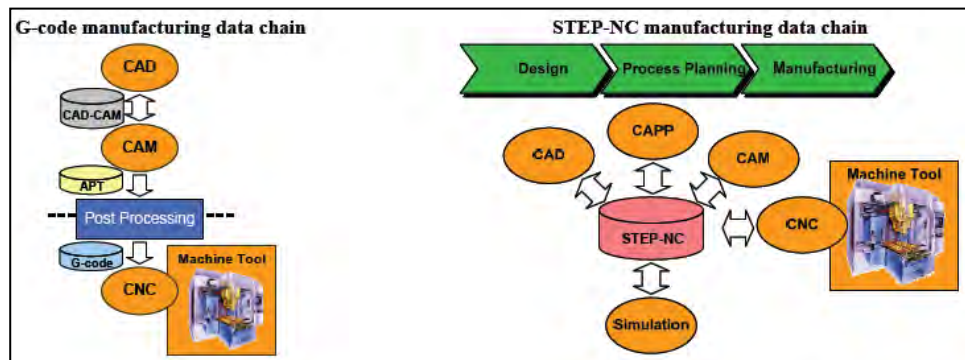 G-code manufacturing data chain
CAD
CAD-CAM
CAM
APT
Post Processing
G-code
CNC
Machine Tool
STEP-NC manufacturing data chain
Design
Process Planning
Manufacturing
CAPP
CAD
CAM
Machine Tool
STEP-NC
CNC
Simulation